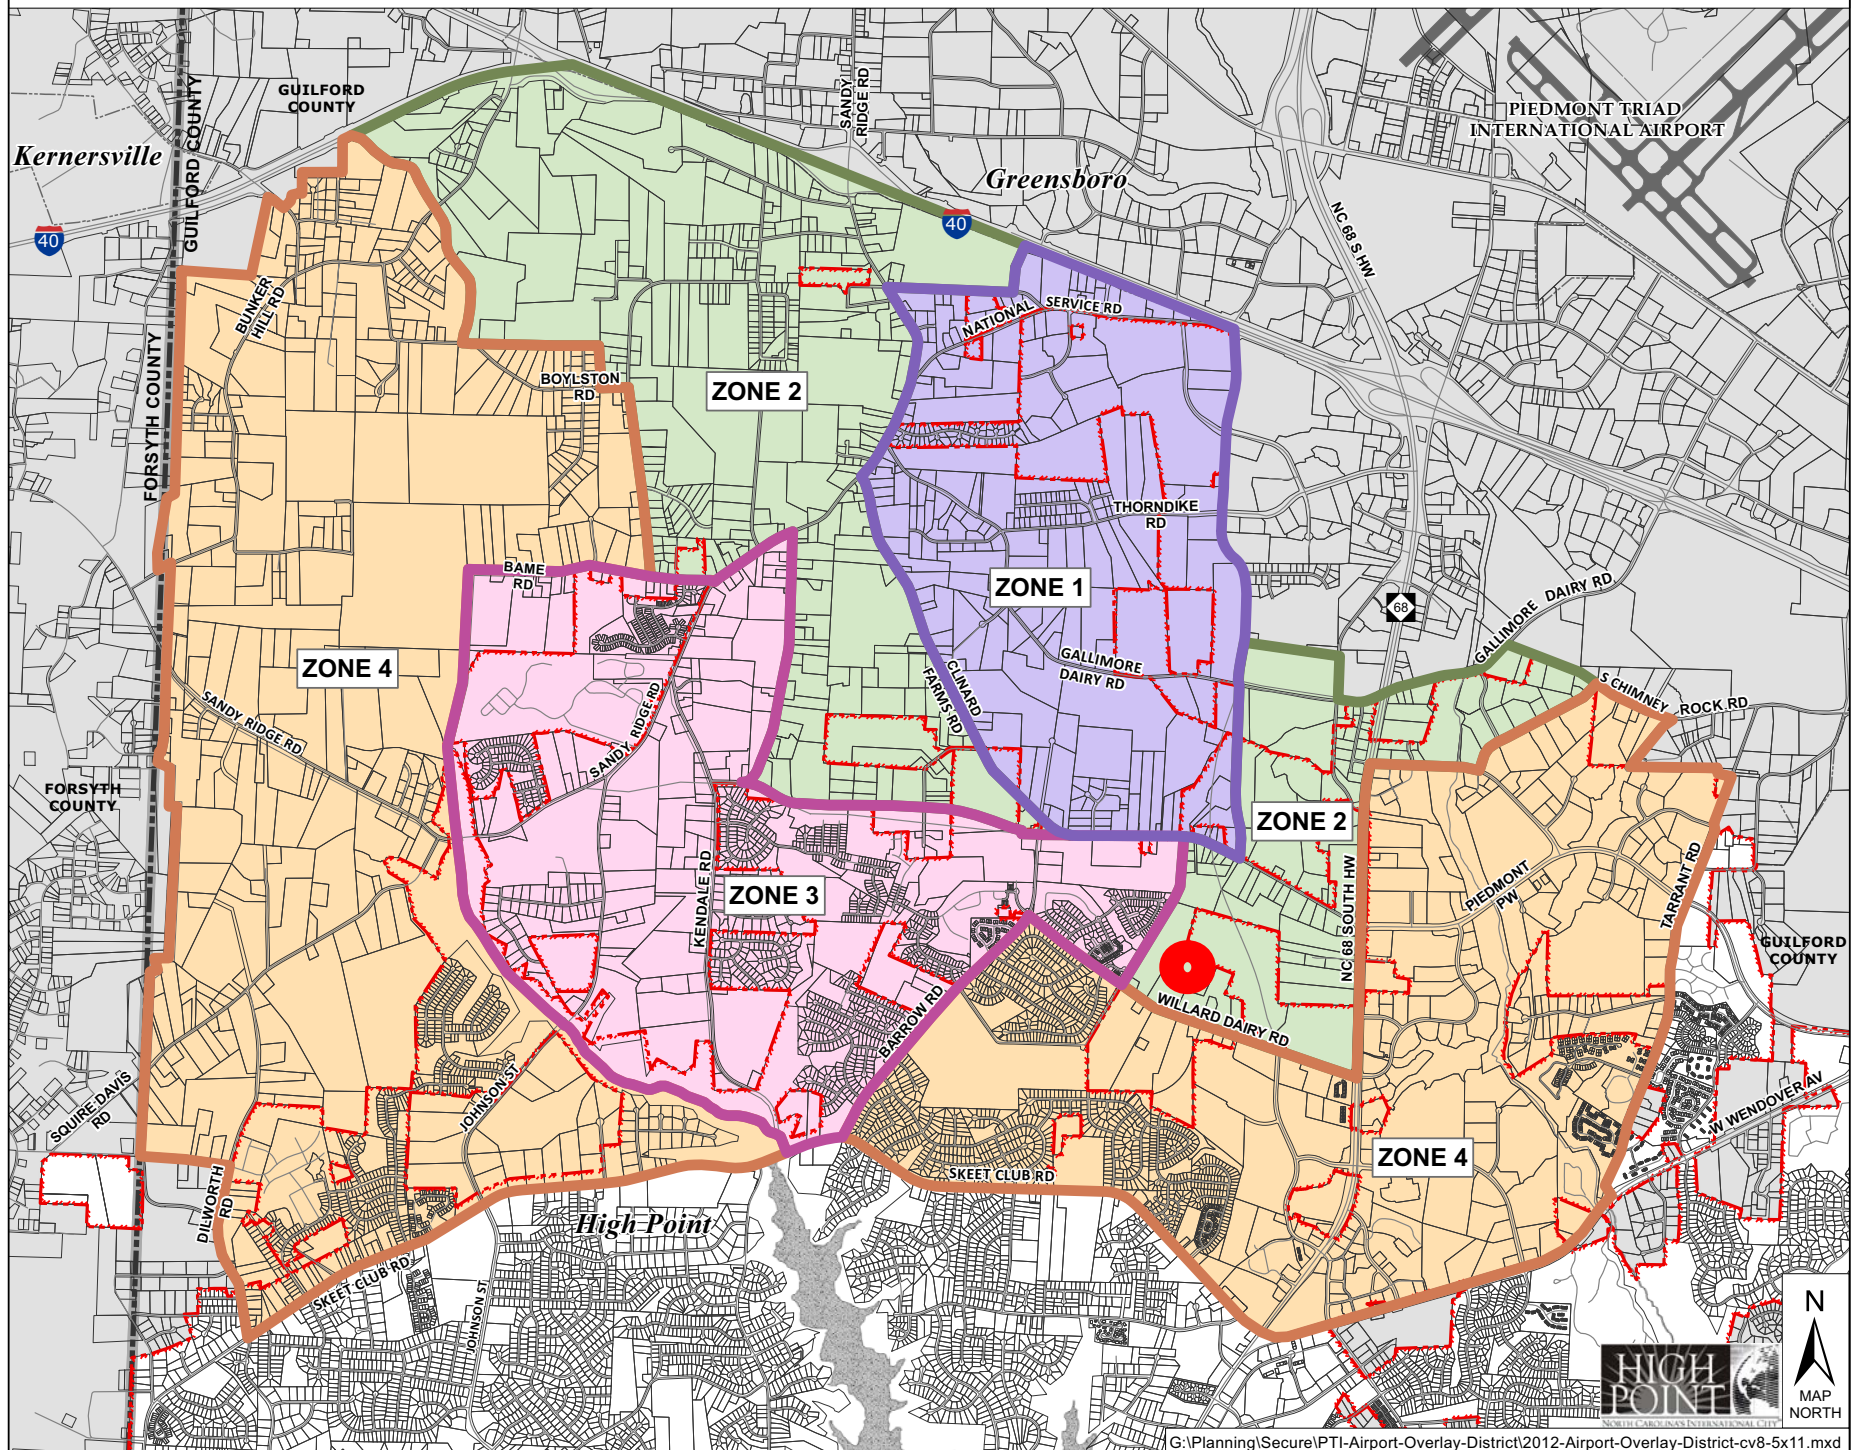 GUILFORD
COUNTY
GUILFORD COUNTY
SANDY
RIDGE RD
PIEDMONT TRIAD
INTERNATIONAL AIRPORT
Kernersville
Greensboro
40
40
NC 68 S HW
BUNKER
HILL RD
NATIONAL SERVICE RD
FORSYTH COUNTY
BOYLSTON
RD
ZONE 2
THORNDIKE
RD
BAME
RD
ZONE 1
68
GALLIMORE DAIRY RD
ZONE 4
GALLIMORE
DAIRY RD
CLINARD
FARMS RD
SANDY RIDGE RD
SANDY RIDGE RD
S CHIMNEY ROCK RD
FORSYTH
COUNTY
ZONE 2
KENDALE RD
ZONE 3
NC 68 SOUTH HW
PIEDMONT
PW
TARRANT RD
GUILFORD
COUNTY
BARROW RD
WILLARD DAIRY RD
SQUIRE-DAVIS
RD
JOHNSON ST
W WENDOVER AV
ZONE 4
SKEET CLUB RD
DILWORTH
RD
High Point
SKEET CLUB RD
JOHNSON ST
N
MAP
NORTH
HIGH
POINT
NORTH CAROLINA'S INTERNATIONAL CITY
G:\Planning\Secure\PTI-Airport-Overlay-District\2012-Airport-Overlay-District-cv8-5x11.mxd